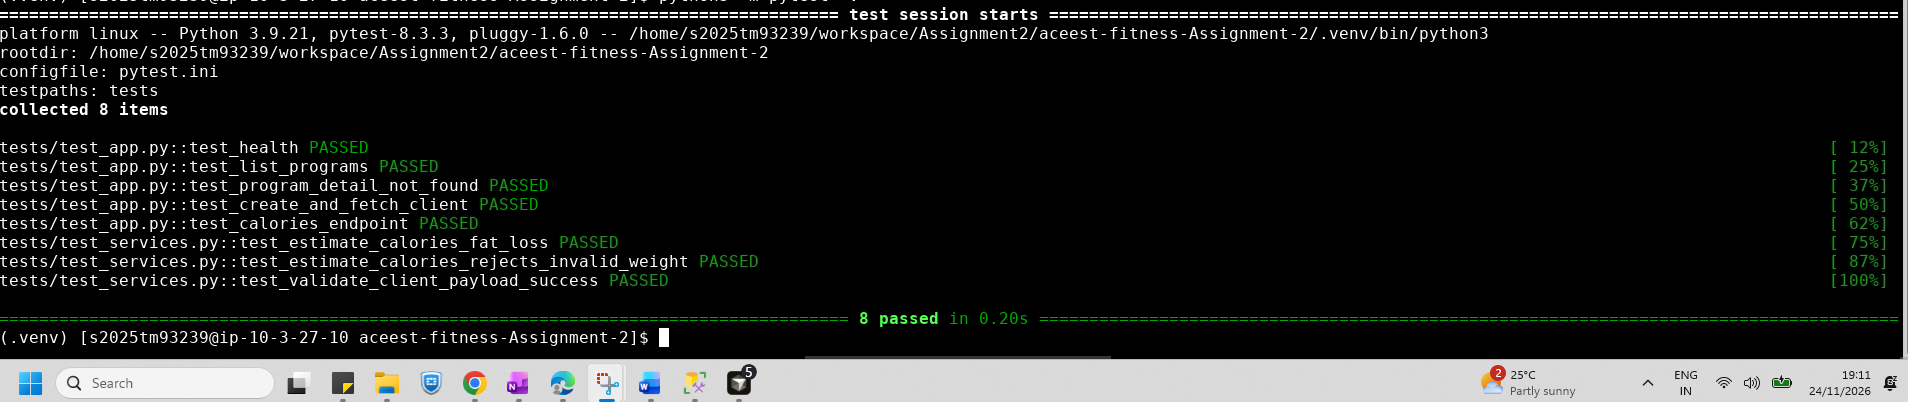 test session starts
platform linux -- Python 3.9.21, pytest-8.3.3, pluggy-1.6.0 -- /home/s2025tm93239/workspace/Assignment2/aceest-fitness-Assignment-2/.venv/bin/python3
rootdir: /home/s2025tm93239/workspace/Assignment2/aceest-fitness-Assignment-2
configfile: pytest.ini
testpaths: tests
collected 8 items
tests/test_app.py::test_health PASSED [ 12%]
tests/test_app.py::test_list_programs PASSED [ 25%]
tests/test_app.py::test_program_detail_not_found PASSED [ 37%]
tests/test_app.py::test_create_and_fetch_client PASSED [ 50%]
tests/test_app.py::test_calories_endpoint PASSED [ 62%]
tests/test_services.py::test_estimate_calories_fat_loss PASSED [ 75%]
tests/test_services.py::test_estimate_calories_rejects_invalid_weight PASSED [ 87%]
tests/test_services.py::test_validate_client_payload_success PASSED [100%]
8 passed in 0.20s
(.venv) [s2025tm93239@ip-10-3-27-10 aceest-fitness-Assignment-2]$
Search
5
2
25°C
Partly sunny
ENG
IN
19:11
24/11/2026